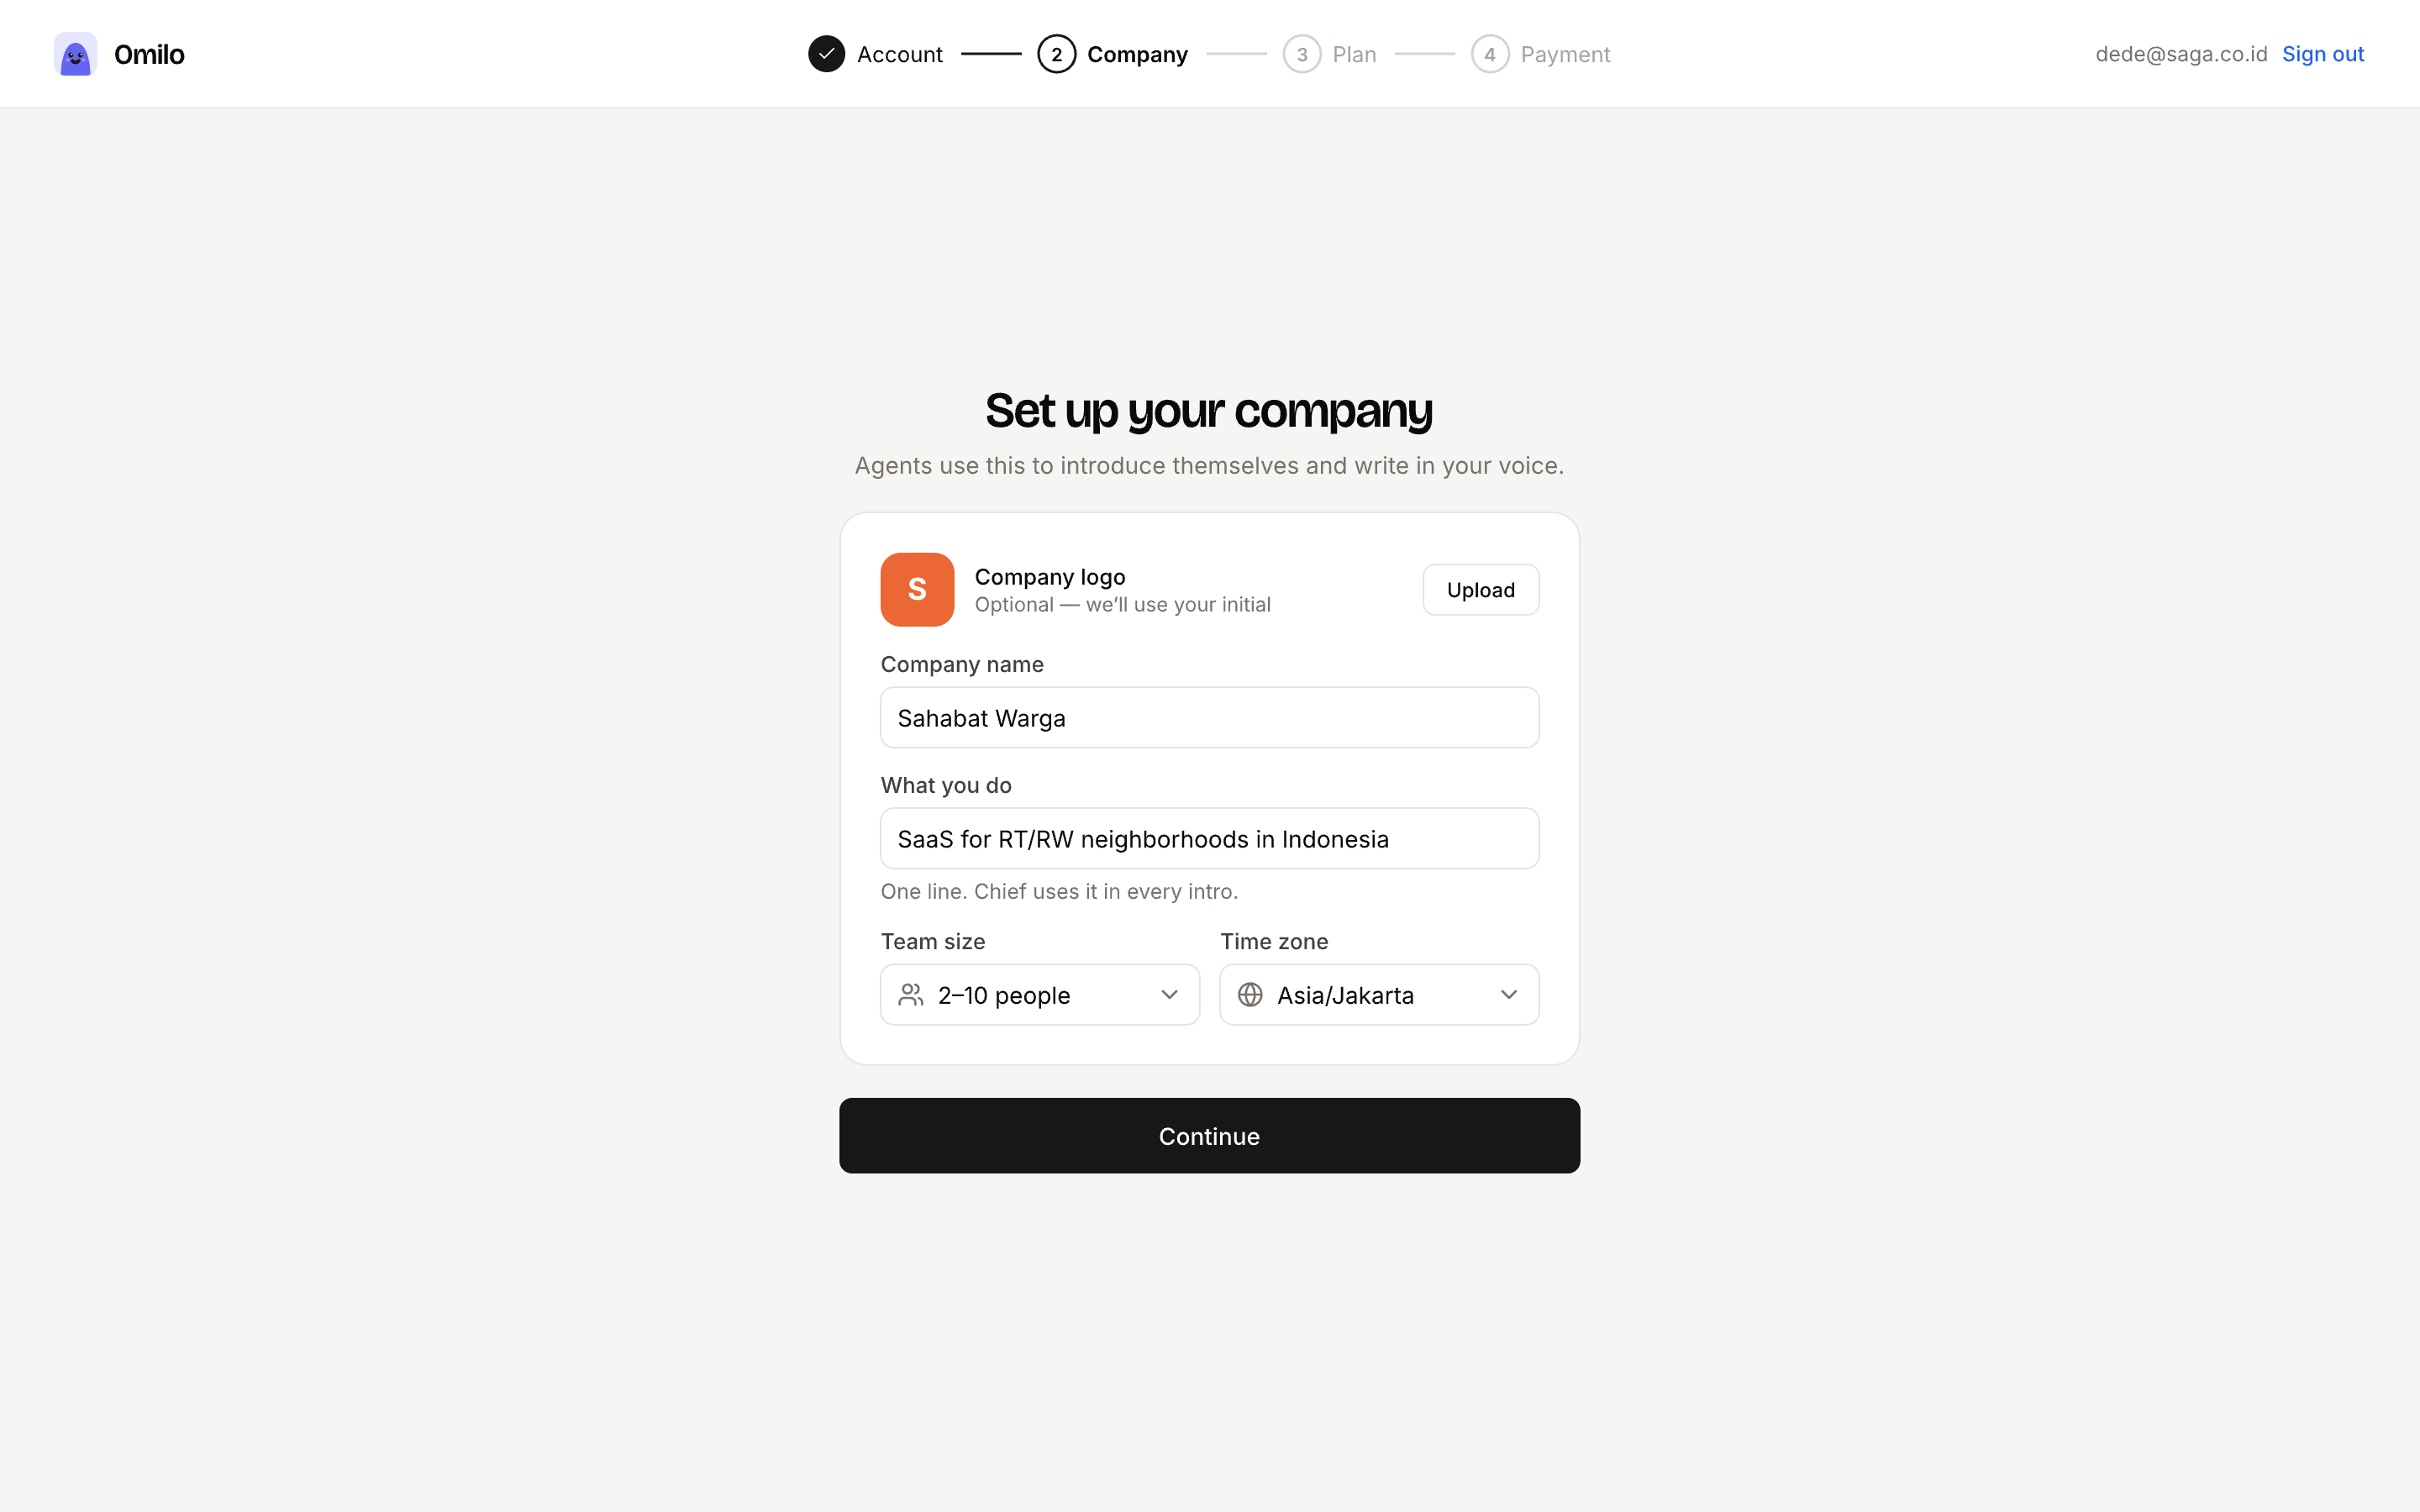 Omilo
Account
2 Company
3 Plan
4 Payment
dede@saga.co.id Sign out
Set up your company
Agents use this to introduce themselves and write in your voice.
S
Company logo
Optional — we’ll use your initial
Upload
Company name
Sahabat Warga
What you do
SaaS for RT/RW neighborhoods in Indonesia
One line. Chief uses it in every intro.
Team size
2–10 people
Time zone
Asia/Jakarta
Continue